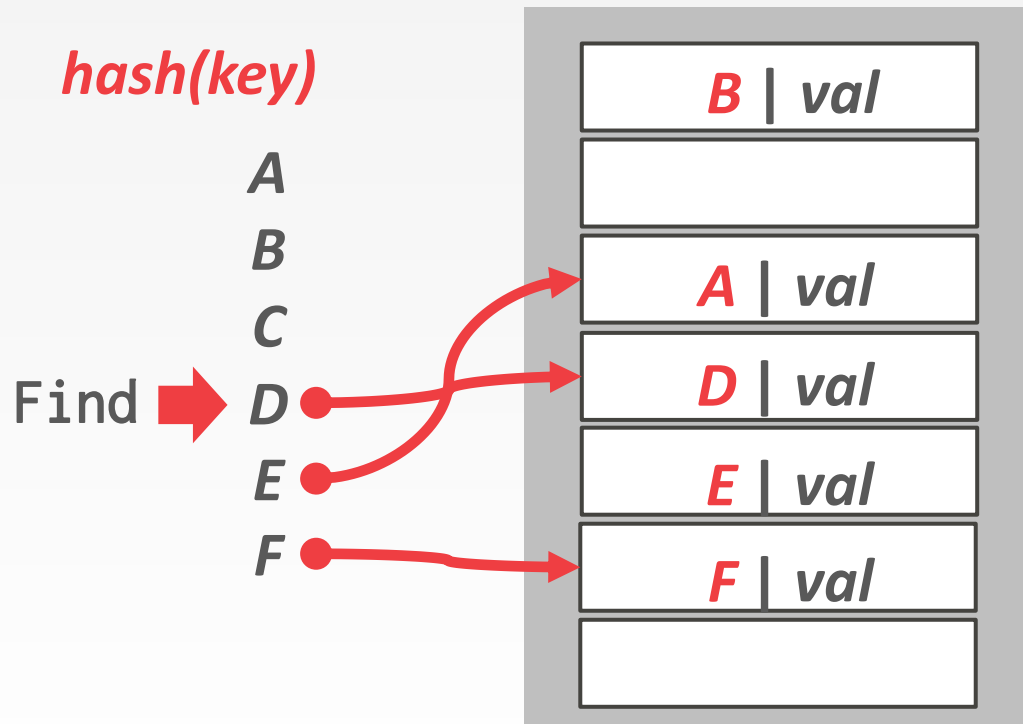 hash(key)
A
B
C
Find D
E
F
B | val
A | val
D | val
E | val
F | val